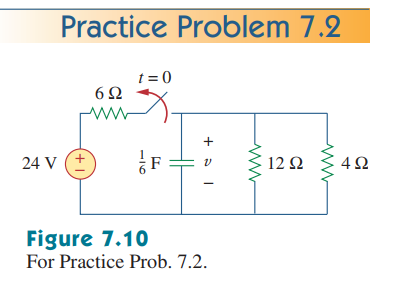 Practice Problem 7.2
t = 0
6 Ω
24 V
+
−
1/6 F
+
v
−
12 Ω
4 Ω
Figure 7.10
For Practice Prob. 7.2.